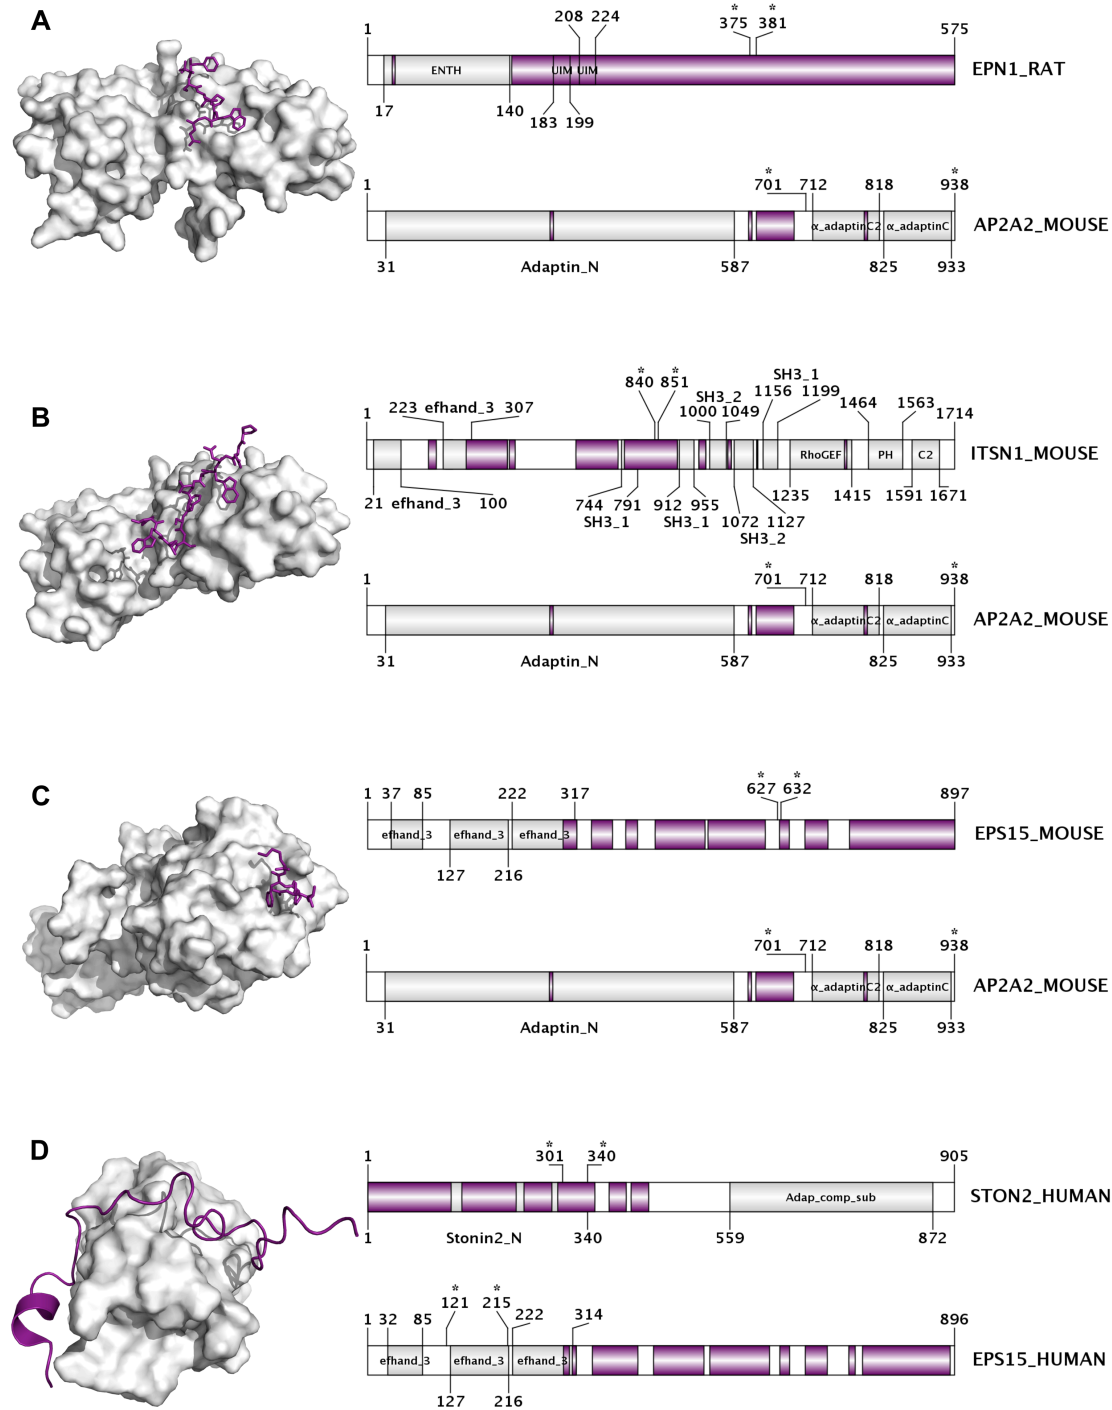 A
* *
208 224 375 381
1 575
ENTH UIM UIM EPN1_RAT
17 140 183 199
* *
1 701 712 818 938
α_adaptinC2 α_adaptinC AP2A2_MOUSE
31 Adaptin_N 587 825 933
B
* * SH3_1
840 851 1156 1199
223 efhand_3 307 SH3_2 1464 1563
1 1000 1049 1714
RhoGEF PH C2 ITSN1_MOUSE
21 efhand_3 100 744 791 912 955 1235 1415 1591 1671
SH3_1 SH3_1 1072 1127
SH3_2
* *
1 701 712 818 938
α_adaptinC2 α_adaptinC AP2A2_MOUSE
31 Adaptin_N 587 825 933
C
* *
1 37 85 222 317 627 632 897
efhand_3 efhand_3 efhand_3 EPS15_MOUSE
127 216
* *
1 701 712 818 938
α_adaptinC2 α_adaptinC AP2A2_MOUSE
31 Adaptin_N 587 825 933
D
* *
1 301 340 905
Adap_comp_sub STON2_HUMAN
1 Stonin2_N 340 559 872
* *
121 215
1 32 85 222 314 896
efhand_3 efhand_3 efhand_3 EPS15_HUMAN
127 216